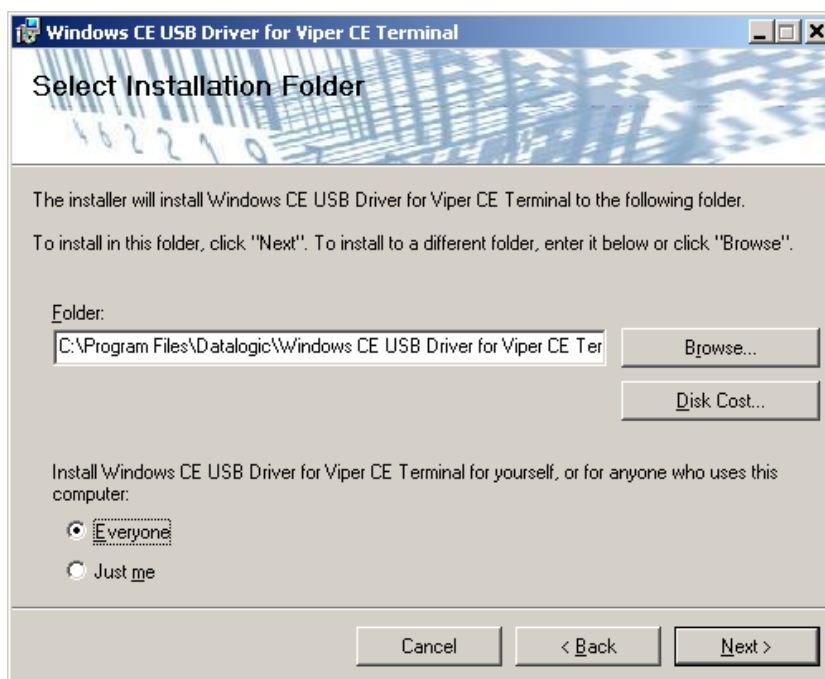 Windows CE USB Driver for Viper CE Terminal
Select Installation Folder
46221 0
The installer will install Windows CE USB Driver for Viper CE Terminal to the following folder.
To install in this folder, click "Next". To install to a different folder, enter it below or click "Browse".
Folder:
C:\Program Files\Datalogic\Windows CE USB Driver for Viper CE Ter
Browse...
Disk Cost...
Install Windows CE USB Driver for Viper CE Terminal for yourself, or for anyone who uses this
computer:
Everyone
Just me
Cancel
< Back
Next >